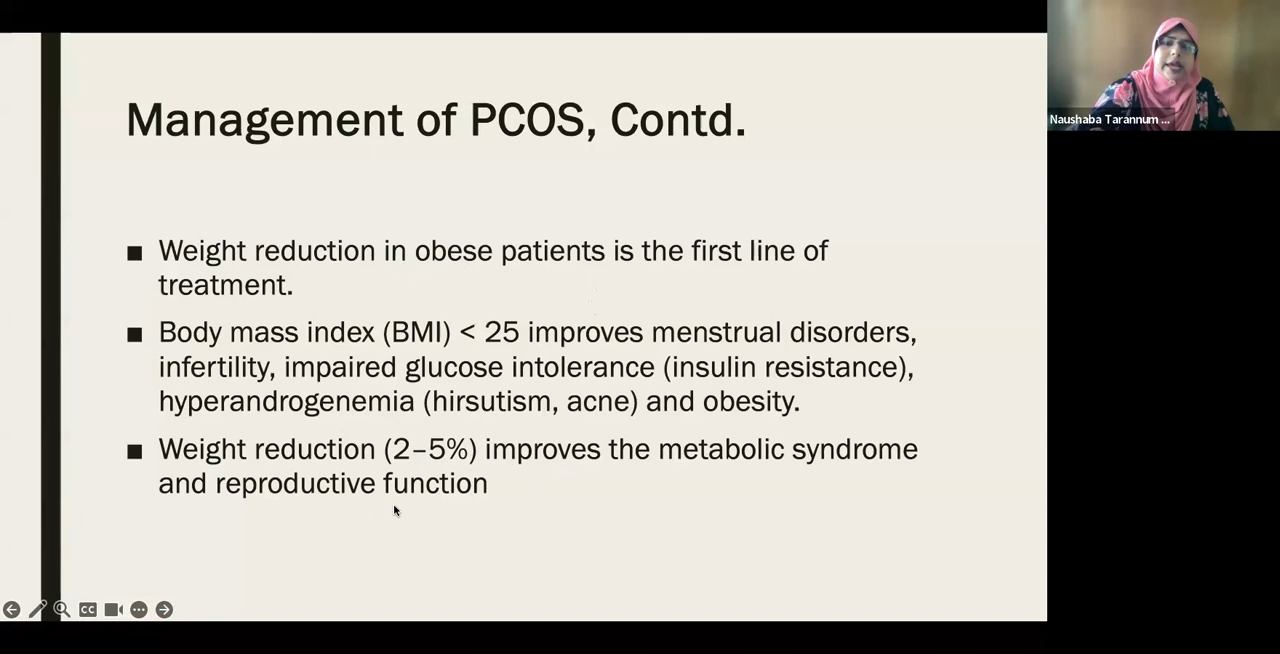 Management of PCOS, Contd.
■ Weight reduction in obese patients is the first line of
treatment.
■ Body mass index (BMI) < 25 improves menstrual disorders,
infertility, impaired glucose intolerance (insulin resistance),
hyperandrogenemia (hirsutism, acne) and obesity.
■ Weight reduction (2–5%) improves the metabolic syndrome
and reproductive function
Naushaba Tarannum ...
CC